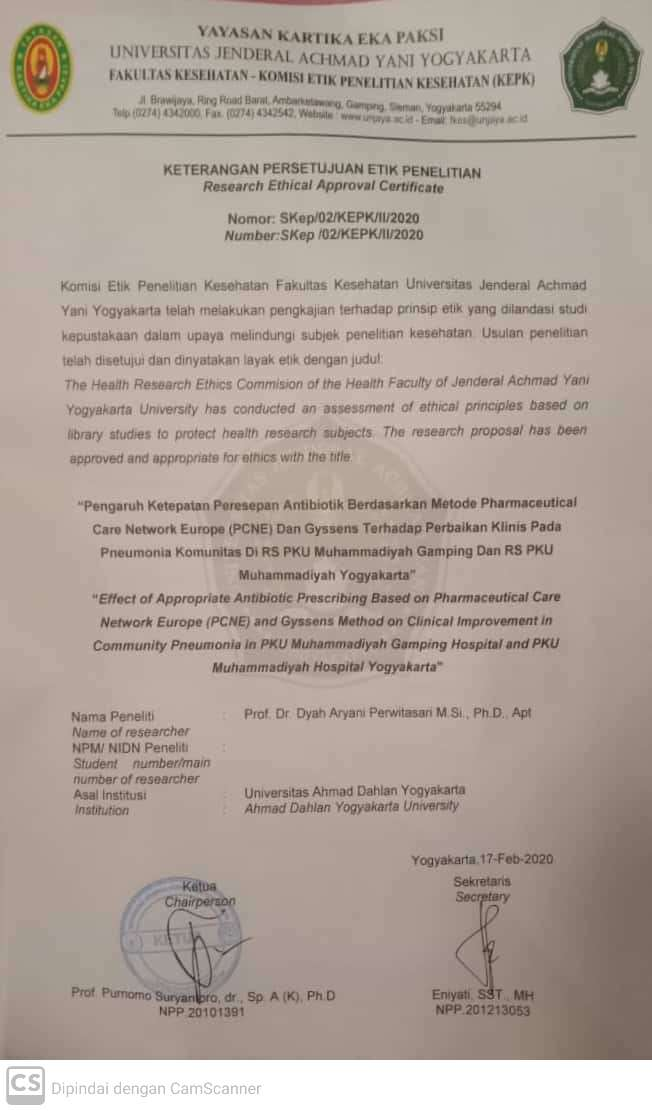 YAYASAN KARTIKA EKA PAKSI
UNIVERSITAS JENDERAL ACHMAD YANI YOGYAKARTA
FAKULTAS KESEHATAN - KOMISI ETIK PENELITIAN KESEHATAN (KEPK)
Jl. Brawijaya, Ring Road Barat, Ambarketawang, Gamping, Sleman, Yogyakarta 55294
Telp (0274) 4342000, Fax. (0274) 4342542, Website : www.unjaya.ac.id - Email: fkes@unjaya.ac.id
KETERANGAN PERSETUJUAN ETIK PENELITIAN
Research Ethical Approval Certificate
Nomor: SKep/02/KEPK/II/2020
Number:SKep /02/KEPK/II/2020
Komisi Etik Penelitian Kesehatan Fakultas Kesehatan Universitas Jenderal Achmad
Yani Yogyakarta telah melakukan pengkajian terhadap prinsip etik yang dilandasi studi
kepustakaan dalam upaya melindungi subjek penelitian kesehatan. Usulan penelitian
telah disetujui dan dinyatakan layak etik dengan judul:
The Health Research Ethics Commision of the Health Faculty of Jenderal Achmad Yani
Yogyakarta University has conducted an assessment of ethical principles based on
library studies to protect health research subjects. The research proposal has been
approved and appropriate for ethics with the title:
"Pengaruh Ketepatan Peresepan Antibiotik Berdasarkan Metode Pharmaceutical
Care Network Europe (PCNE) Dan Gyssens Terhadap Perbaikan Klinis Pada
Pneumonia Komunitas Di RS PKU Muhammadiyah Gamping Dan RS PKU
Muhammadiyah Yogyakarta"
"Effect of Appropriate Antibiotic Prescribing Based on Pharmaceutical Care
Network Europe (PCNE) and Gyssens Method on Clinical Improvement in
Community Pneumonia in PKU Muhammadiyah Gamping Hospital and PKU
Muhammadiyah Hospital Yogyakarta"
Nama Peneliti : Prof. Dr. Dyah Aryani Perwitasari M.Si., Ph.D., Apt
Name of researcher
NPM/ NIDN Peneliti :
Student number/main
number of researcher
Asal Institusi : Universitas Ahmad Dahlan Yogyakarta
Institution : Ahmad Dahlan Yogyakarta University
Yogyakarta,17-Feb-2020
Ketua
Chairperson
Sekretaris
Secretary
KETUA
Prof. Purnomo Suryantoro, dr., Sp. A (K), Ph.D
NPP.20101391
Eniyati, SST., MH
NPP.201213053
CS Dipindai dengan CamScanner